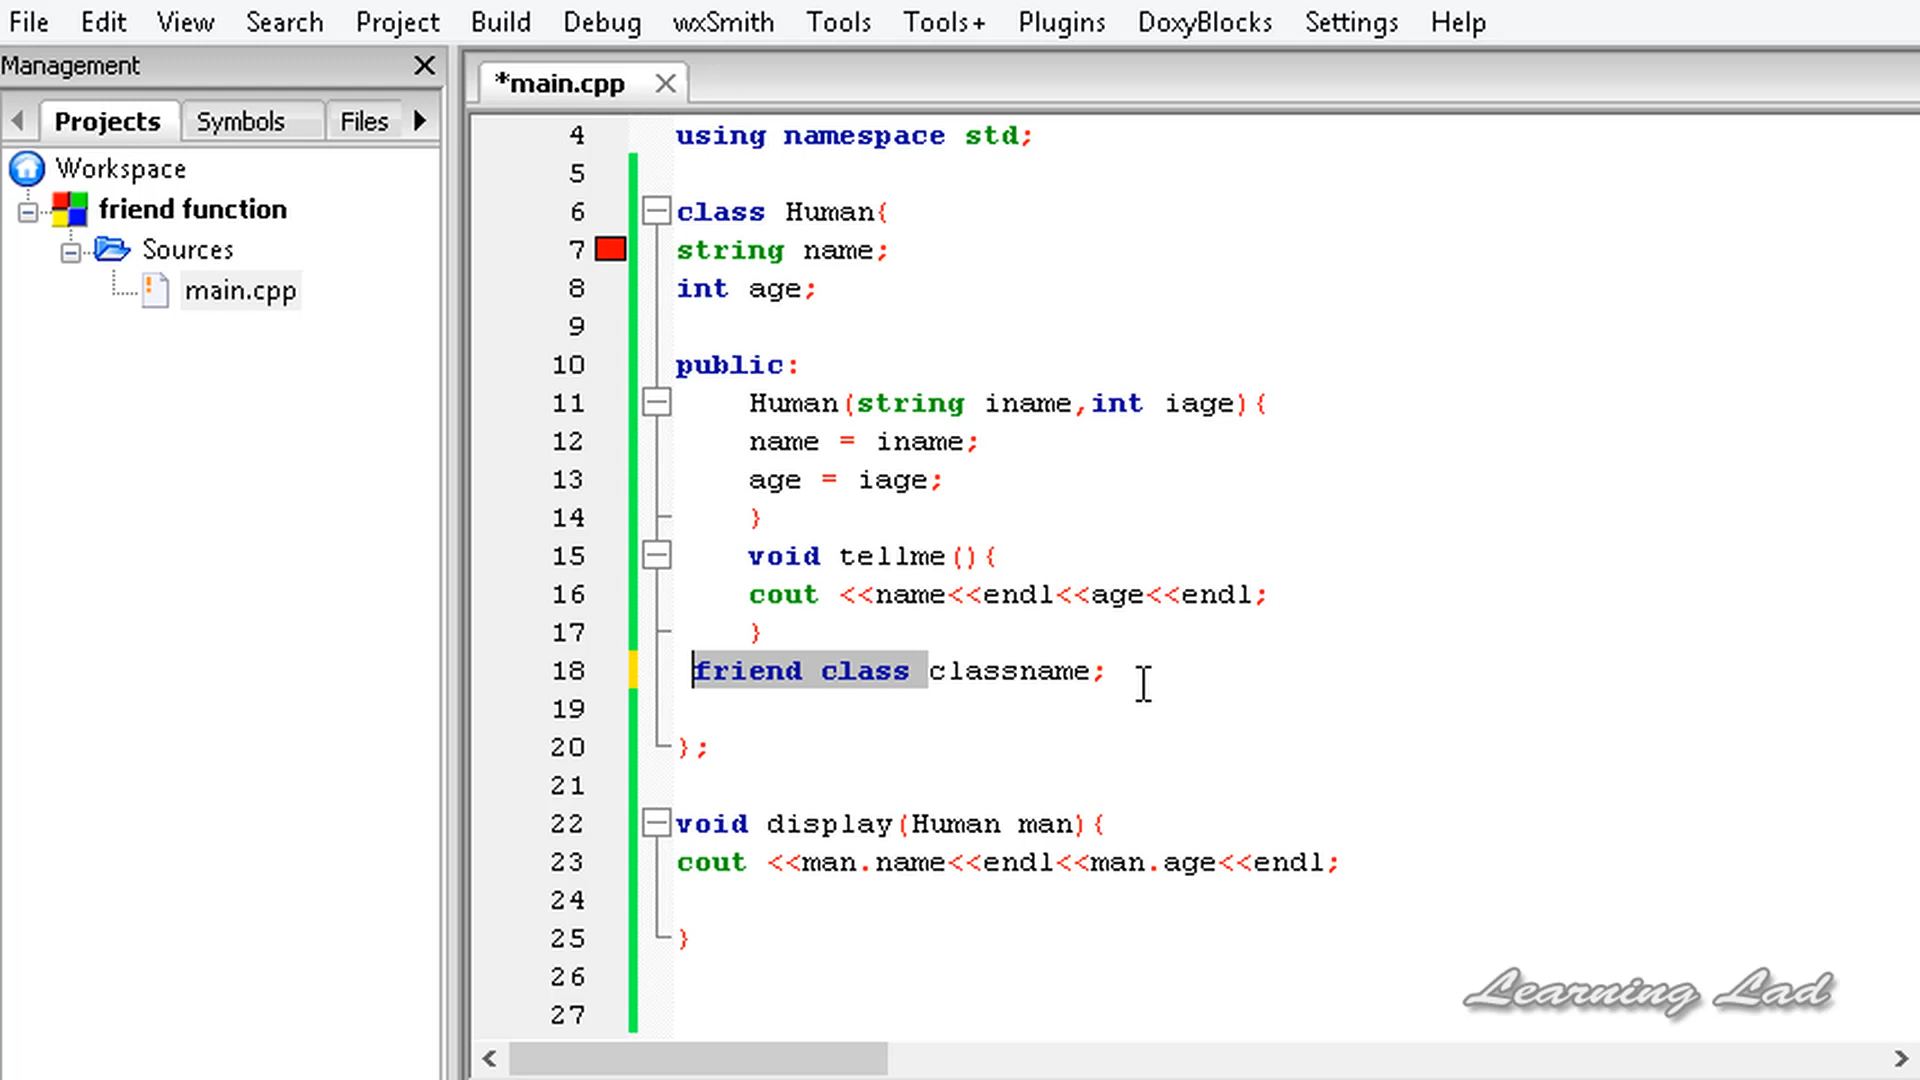 File Edit View Search Project Build Debug wxSmith Tools Tools+ Plugins DoxyBlocks Settings Help
Management
*main.cpp
Projects Symbols Files
Workspace
friend function
Sources
main.cpp
4 using namespace std;
5
6 class Human{
7 string name;
8 int age;
9
10 public:
11 Human(string iname,int iage){
12 name = iname;
13 age = iage;
14 }
15 void tellme(){
16 cout <<name<<endl<<age<<endl;
17 }
18 friend class classname;
19
20 };
21
22 void display(Human man){
23 cout <<man.name<<endl<<man.age<<endl;
24
25 }
26
27
Learning Lad